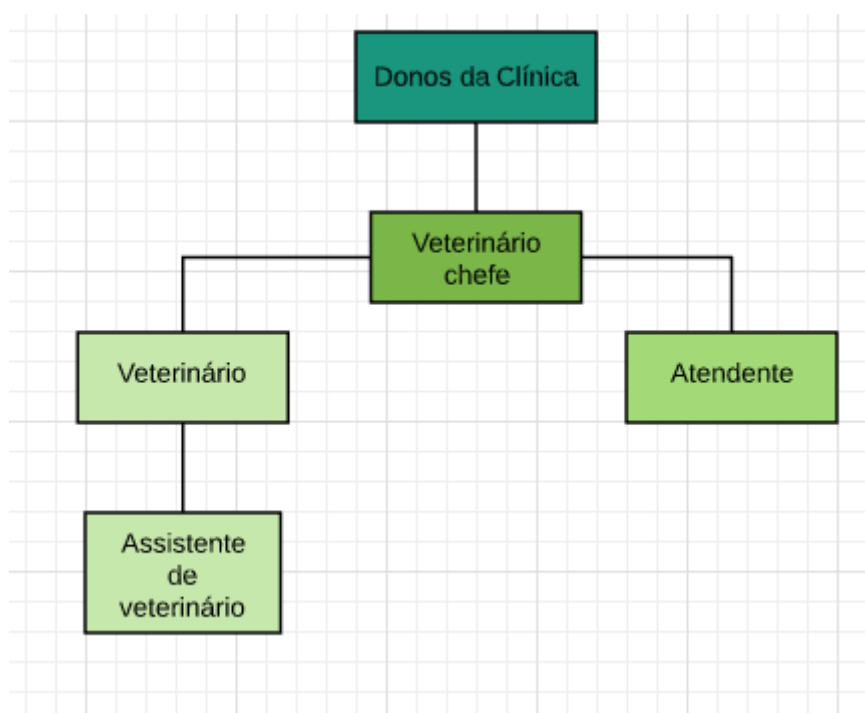 Donos da Clínica
Veterinário
chefe
Veterinário
Atendente
Assistente
de
veterinário